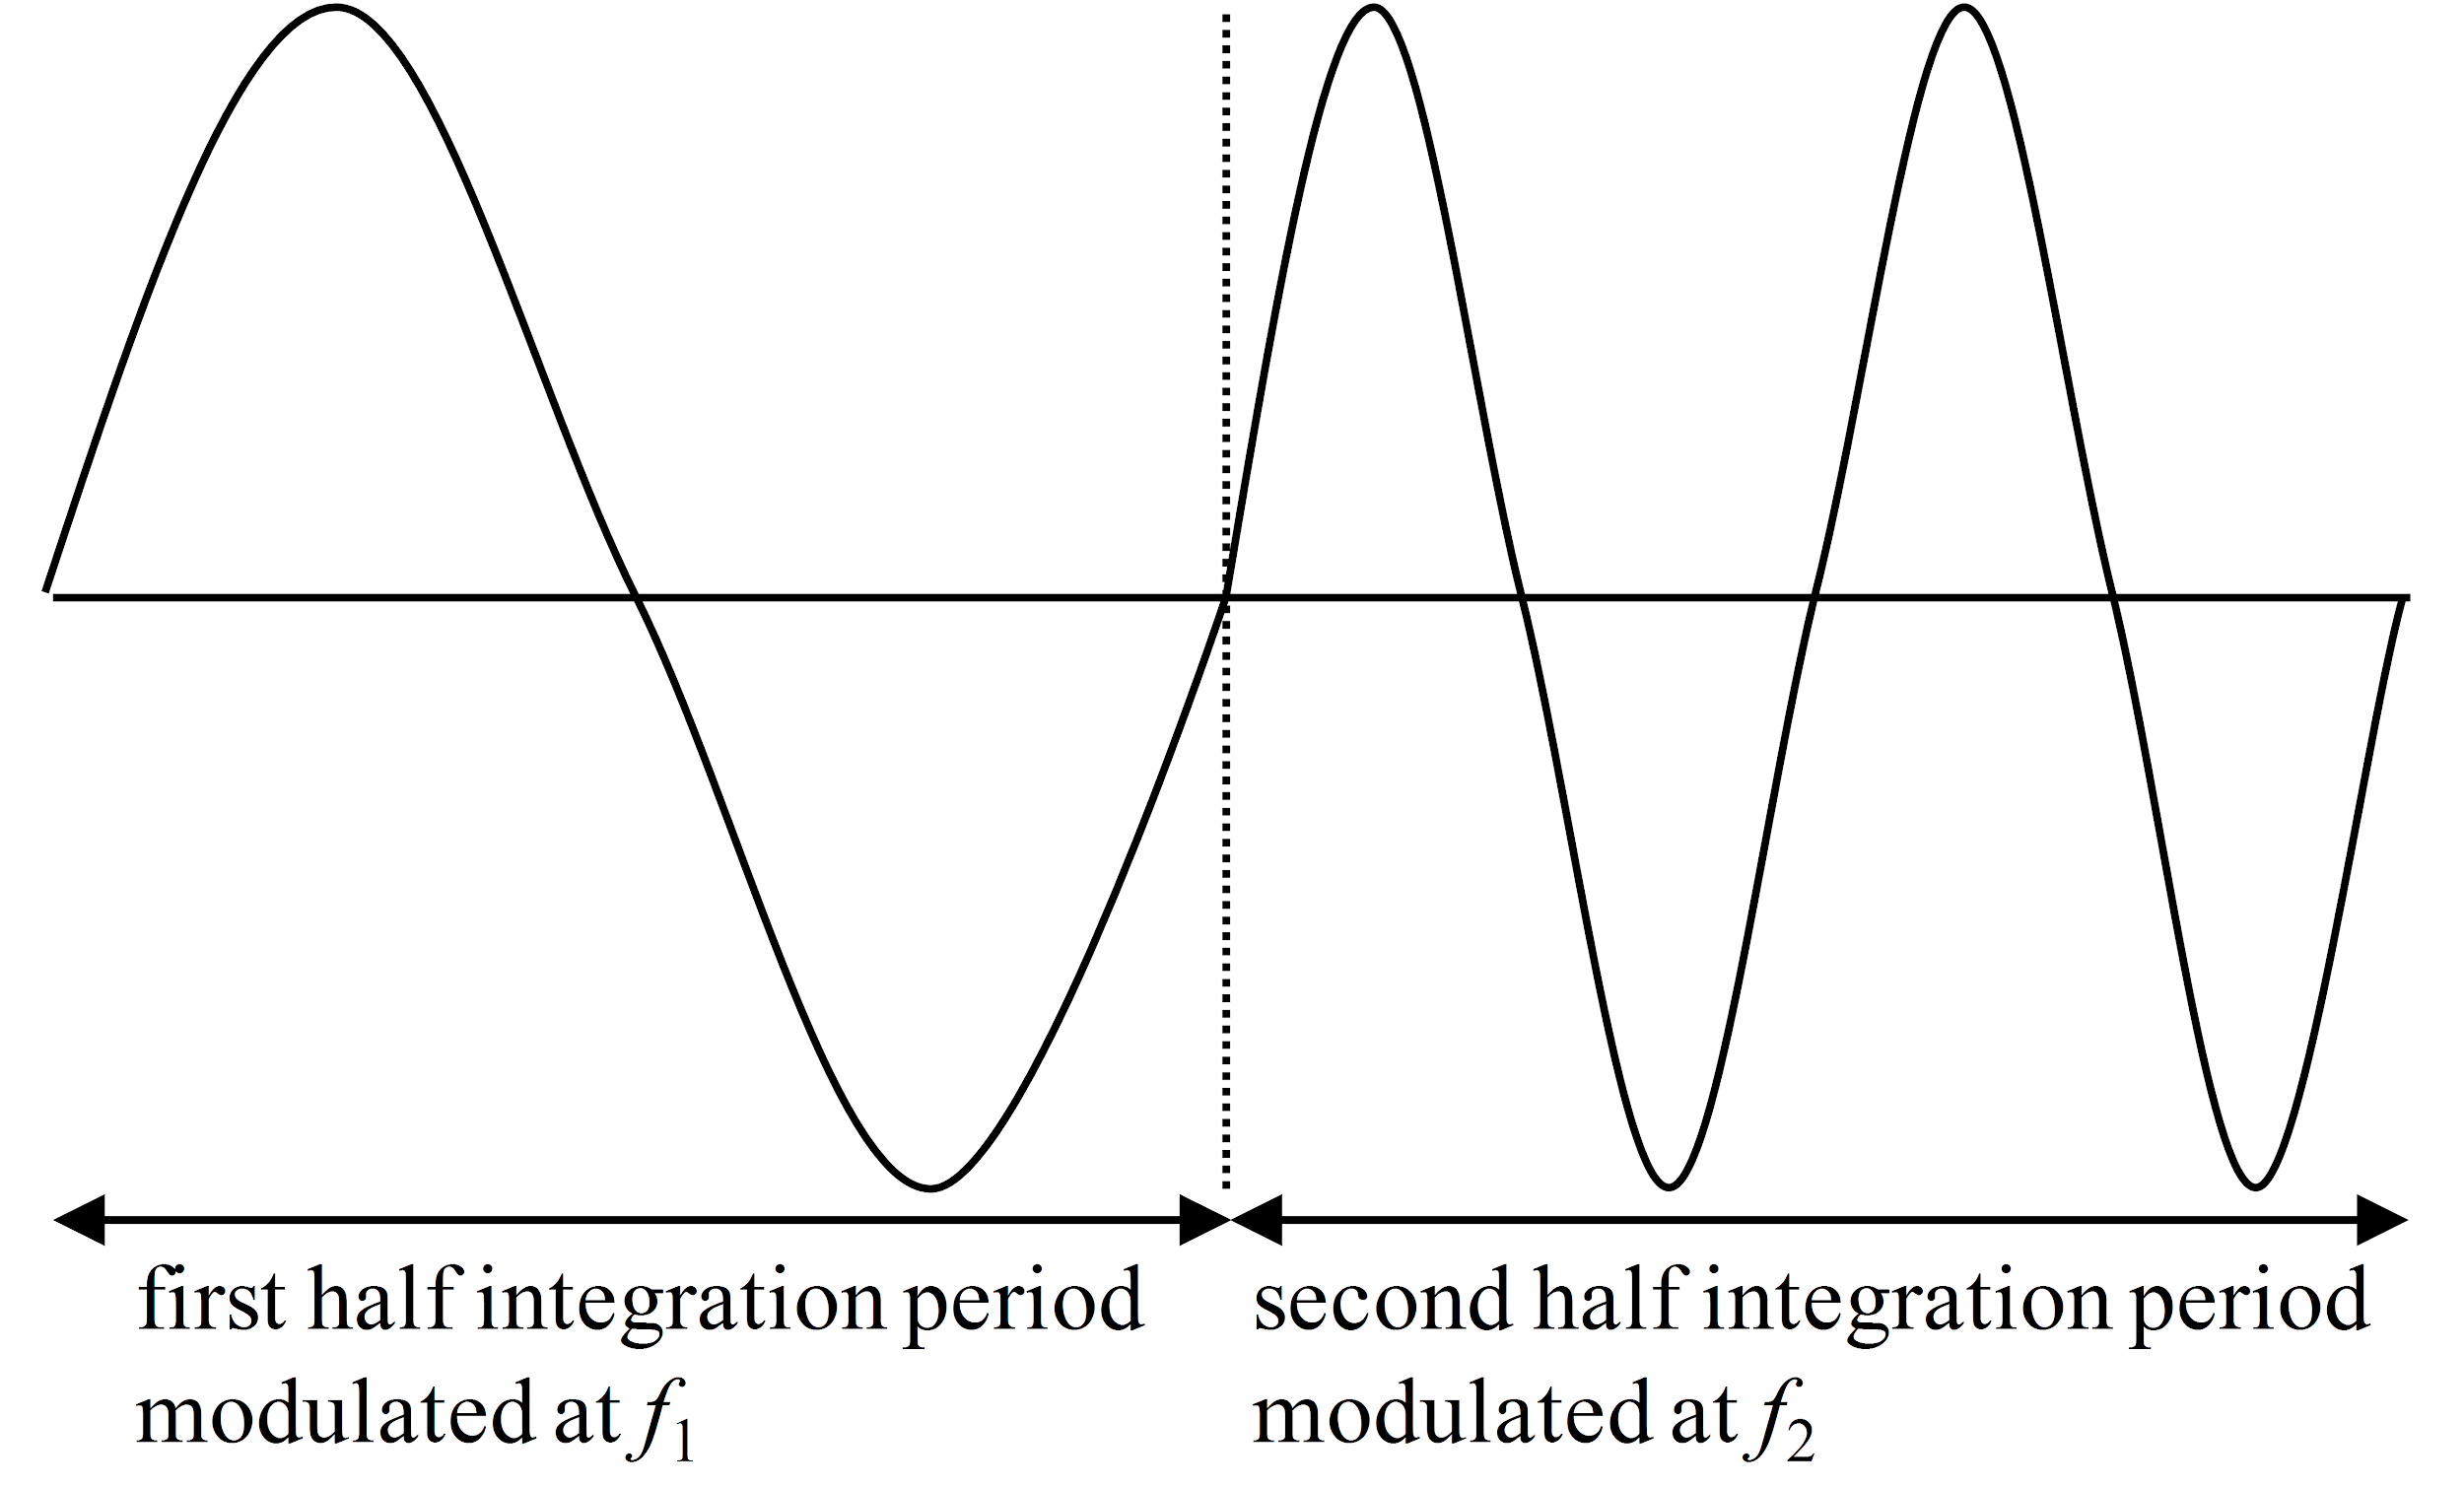 first half integration period
modulated at f1
second half integration period
modulated at f2